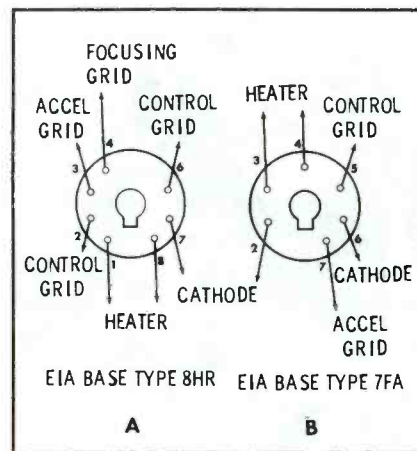 FOCUSING
GRID
ACCEL
GRID
CONTROL
GRID
4
3
6
2
7
1
8
CONTROL
GRID
CATHODE
HEATER
EIA BASE TYPE 8HR
A
HEATER
CONTROL
GRID
4
3
5
2
6
7
CATHODE
ACCEL
GRID
EIA BASE TYPE 7FA
B